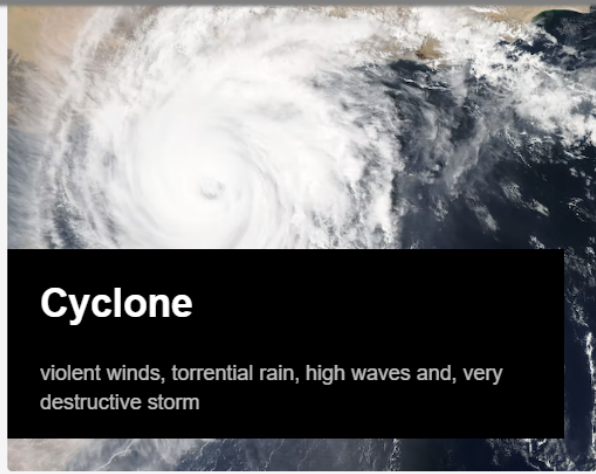 Cyclone
violent winds, torrential rain, high waves and, very
destructive storm